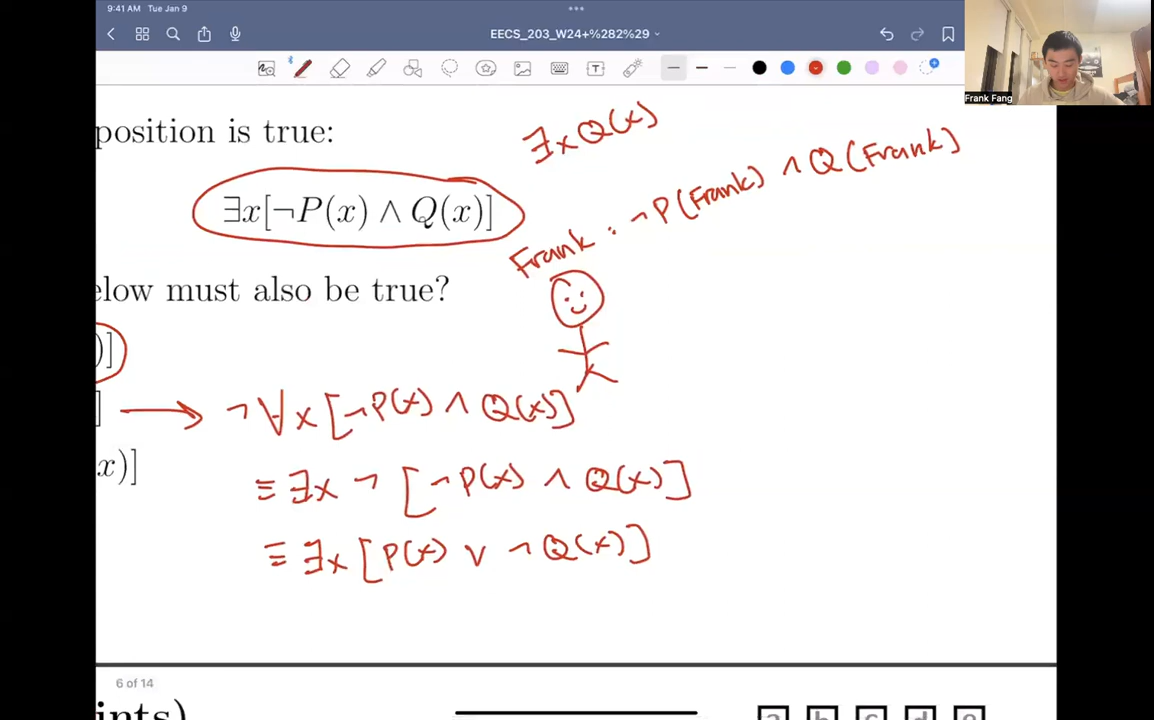 9:41 AM Tue Jan 9
EECS_203_W24+%282%29
Frank Fang
position is true:
∃xQ(x)
∃x[¬P(x) ∧ Q(x)]
Frank: ¬P(Frank) ∧ Q(Frank)
elow must also be true?
)]
] → ¬∀x[¬P(x) ∧ Q(x)]
x)]
≡ ∃x ¬[¬P(x) ∧ Q(x)]
≡ ∃x[P(x) ∨ ¬Q(x)]
6 of 14
ints)
a b c d e